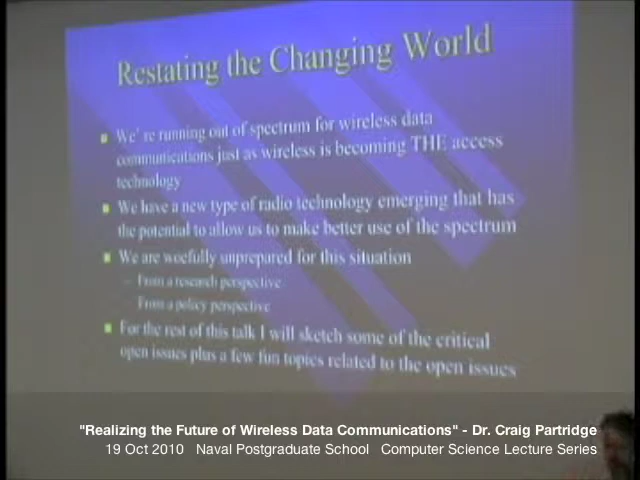 Restating the Changing World
We're running out of spectrum for wireless data
communications just as wireless is becoming THE access
technology
We have a new type of radio technology emerging that has
the potential to allow us to make better use of the spectrum
We are woefully unprepared for this situation
– From a research perspective
– From a policy perspective
For the rest of this talk I will sketch some of the critical
open issues plus a few fun topics related to the open issues
"Realizing the Future of Wireless Data Communications" - Dr. Craig Partridge
19 Oct 2010 Naval Postgraduate School Computer Science Lecture Series